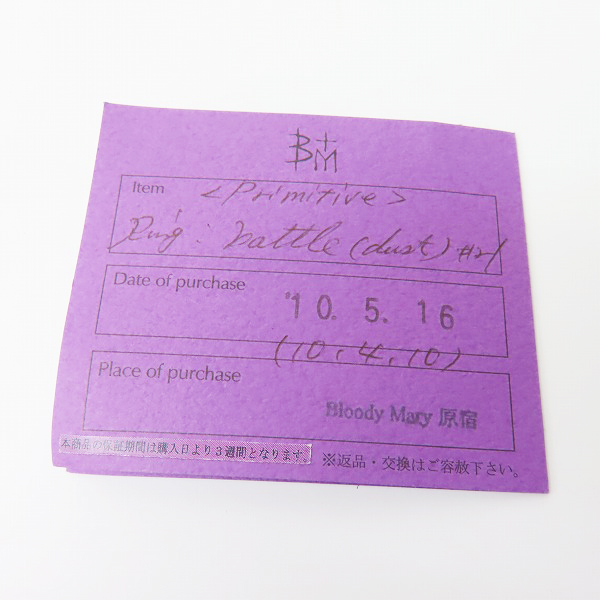 B+M
Item <Primitive>
Ring: battle (dust) #21
Date of purchase '10. 5. 16
(10.4.10)
Place of purchase
Bloody Mary 原宿
本商品の保証期間は購入日より3週間となります。
※返品・交換はご容赦下さい。